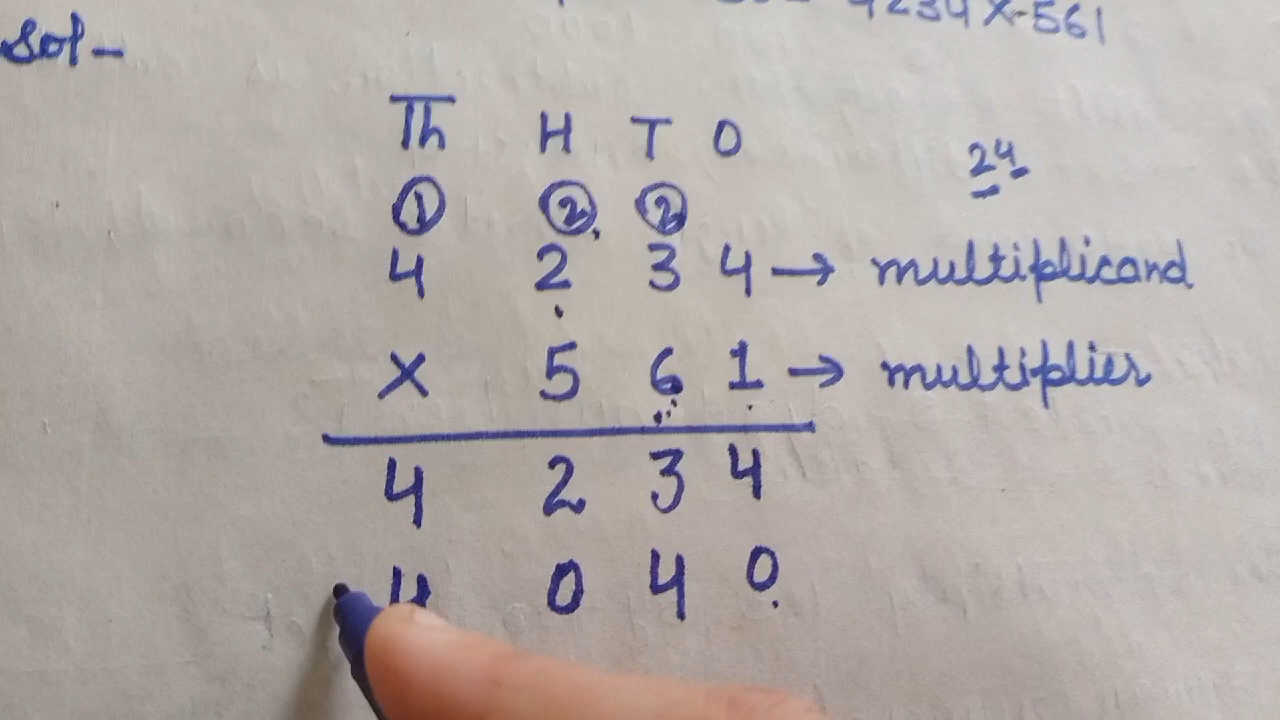 4234×561
Sol-
Th H T O
① ② ②
24
4 2 3 4 → multiplicand
× 5 6 1 → multiplier
4 2 3 4
4 0 4 0